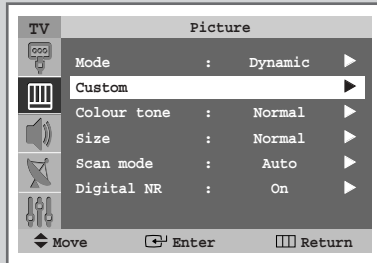 TV Picture
Mode : Dynamic
Custom
Colour tone : Normal
Size : Normal
Scan mode : Auto
Digital NR : On
Move Enter Return